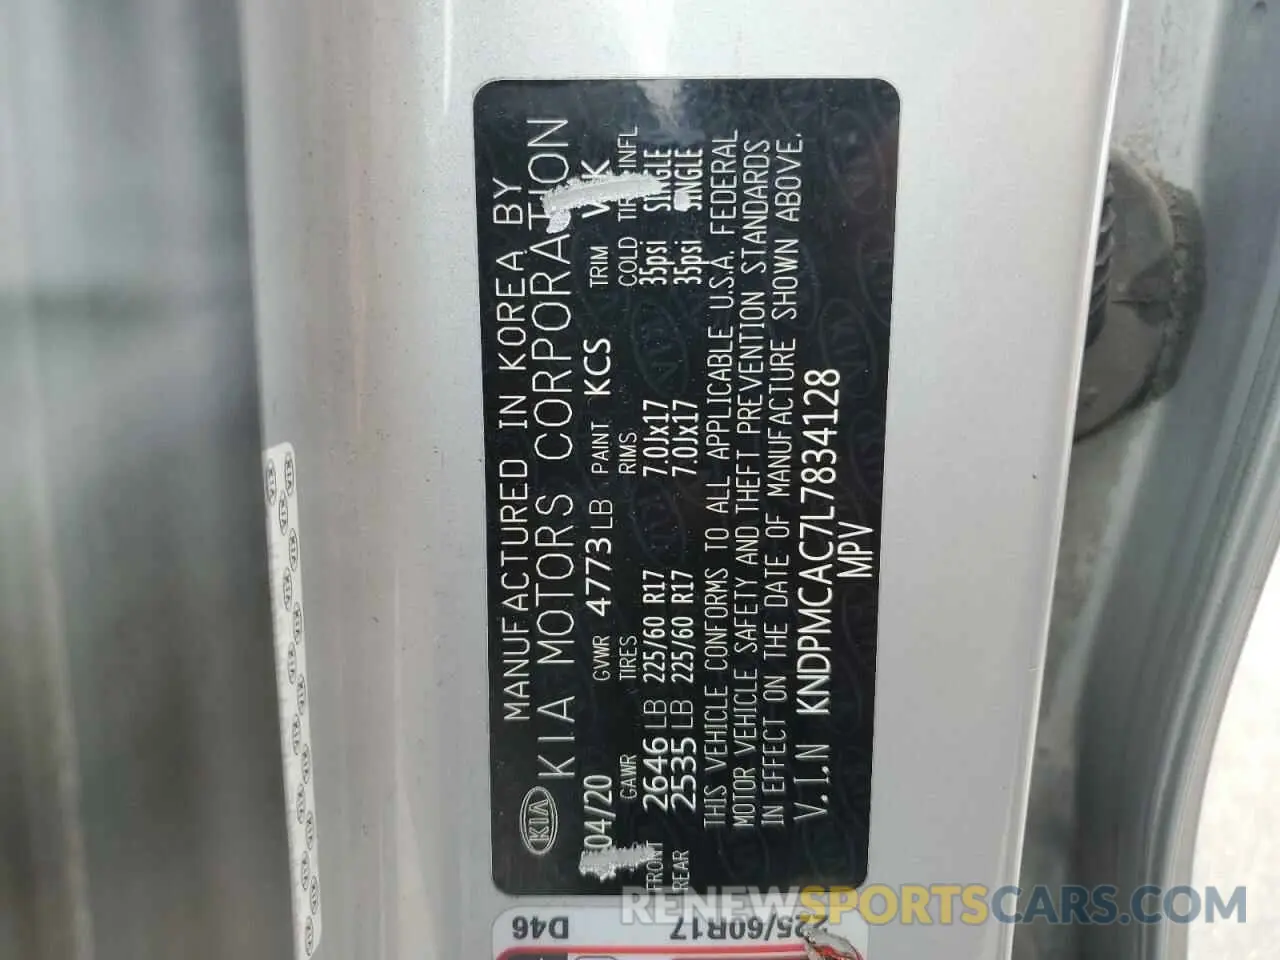 MANUFACTURED IN KOREA BY
KIA KIA MOTORS CORPORATION
04/20 GVWR 4773 LB PAINT KCS TRIM
GAWR TIRES RIMS COLD INFL
FRONT 2646 LB 225/60 R17 7.0Jx17 35psi SINGLE
REAR 2535 LB 225/60 R17 7.0Jx17 35psi SINGLE
THIS VEHICLE CONFORMS TO ALL APPLICABLE U.S.A. FEDERAL
MOTOR VEHICLE SAFETY AND THEFT PREVENTION STANDARDS
IN EFFECT ON THE DATE OF MANUFACTURE SHOWN ABOVE.
V.I.N KNDPMCAC7L7834128
MPV
225/60R17 D46
RENEWSPORTSCARS.COM